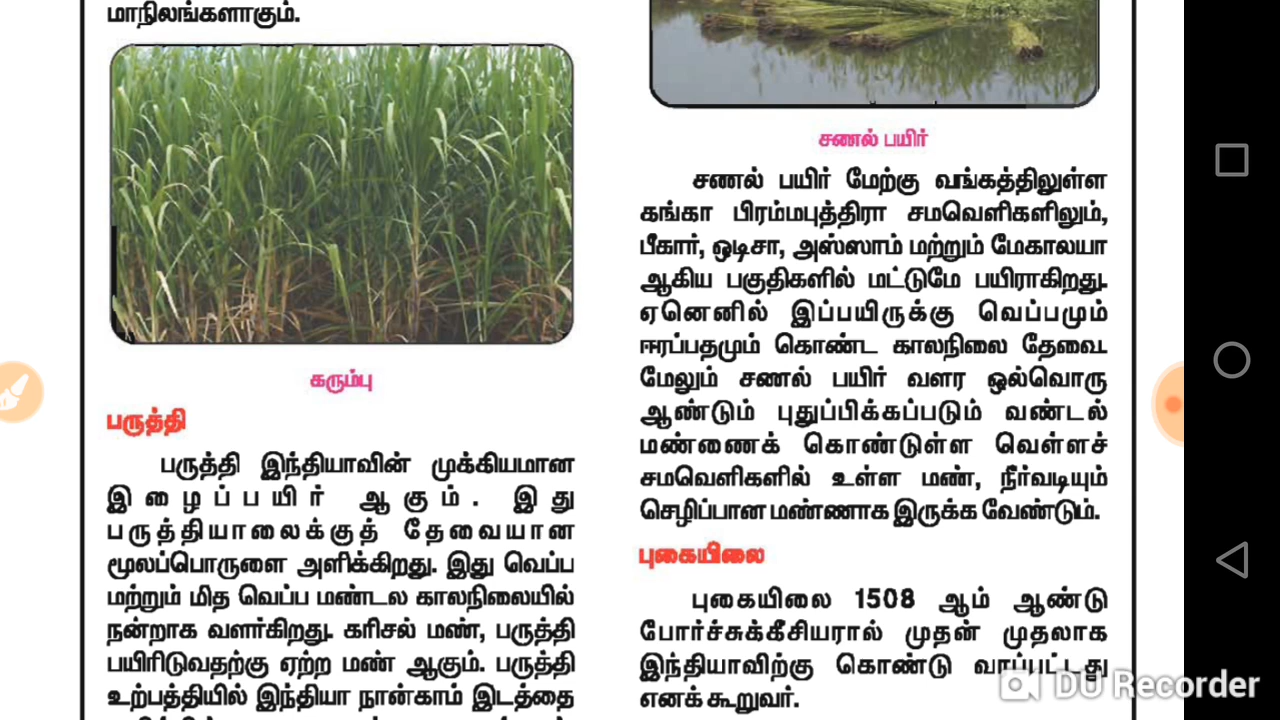 மாநிலங்களாகும்.
கரும்பு
பருத்தி
பருத்தி இந்தியாவின் முக்கியமான
இழைப்பயிர் ஆகும். இது
பருத்தியாலைக்குத் தேவையான
மூலப்பொருளை அளிக்கிறது. இது வெப்ப
மற்றும் மித வெப்ப மண்டல காலநிலையில்
நன்றாக வளர்கிறது. கரிசல் மண், பருத்தி
பயிரிடுவதற்கு ஏற்ற மண் ஆகும். பருத்தி
உற்பத்தியில் இந்தியா நான்காம் இடத்தை
சணல் பயிர்
சணல் பயிர் மேற்கு வங்கத்திலுள்ள
கங்கா பிரம்மபுத்திரா சமவெளிகளிலும்,
பீகார், ஒடிசா, அஸ்ஸாம் மற்றும் மேகாலயா
ஆகிய பகுதிகளில் மட்டுமே பயிராகிறது.
ஏனெனில் இப்பயிருக்கு வெப்பமும்
ஈரப்பதமும் கொண்ட காலநிலை தேவை.
மேலும் சணல் பயிர் வளர ஒவ்வொரு
ஆண்டும் புதுப்பிக்கப்படும் வண்டல்
மண்ணைக் கொண்டுள்ள வெள்ளச்
சமவெளிகளில் உள்ள மண், நீர்வடியும்
செழிப்பான மண்ணாக இருக்க வேண்டும்.
புகையிலை
புகையிலை 1508 ஆம் ஆண்டு
போர்ச்சுக்கீசியரால் முதன் முதலாக
இந்தியாவிற்கு கொண்டு வரப்பட்டது
எனக் கூறுவர்.
DU Recorder